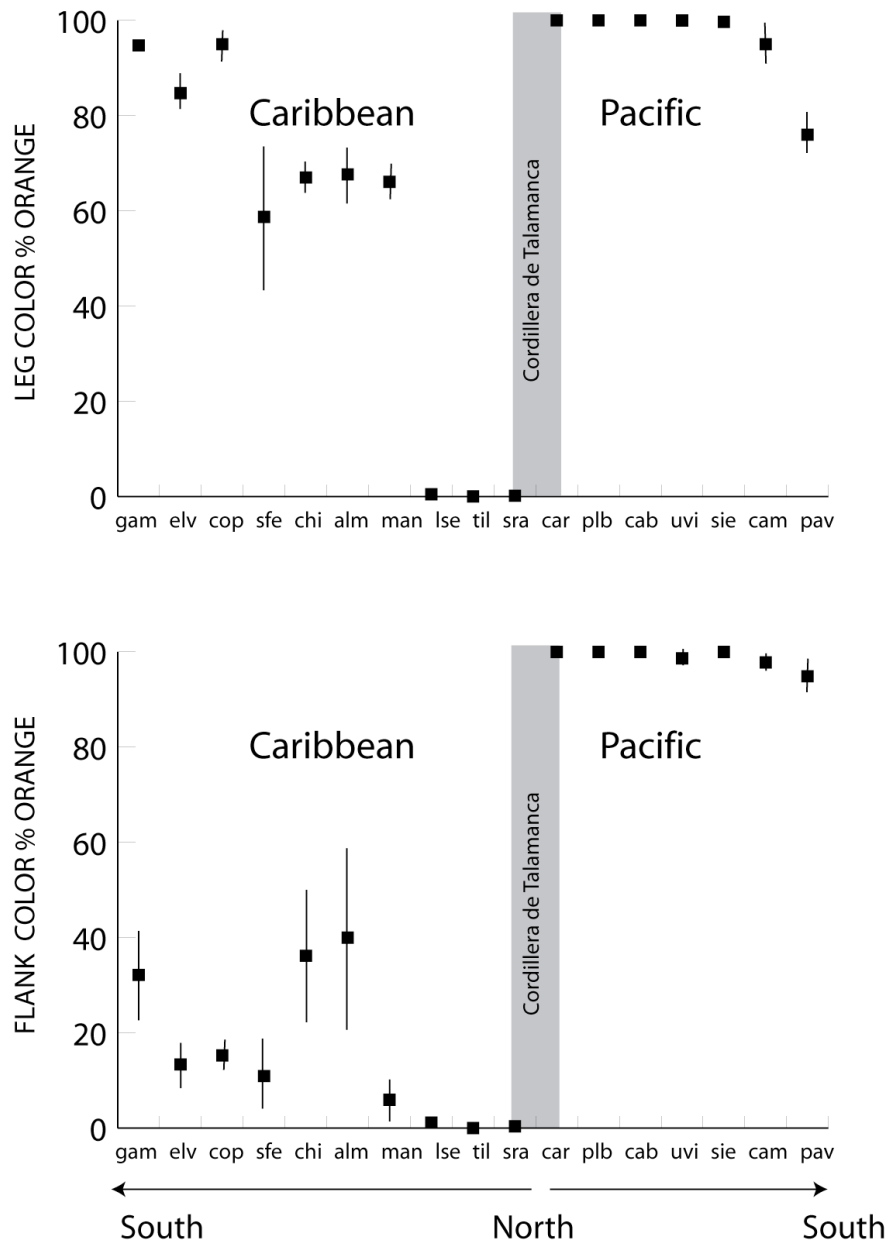 LEG COLOR % ORANGE
100
80
60
40
20
0
Caribbean
Pacific
Cordillera de Talamanca
gam elv cop sfe chi alm man lse til sra car plb cab uvi sie cam pav
FLANK COLOR % ORANGE
100
80
60
40
20
0
Caribbean
Pacific
Cordillera de Talamanca
gam elv cop sfe chi alm man lse til sra car plb cab uvi sie cam pav
South North South